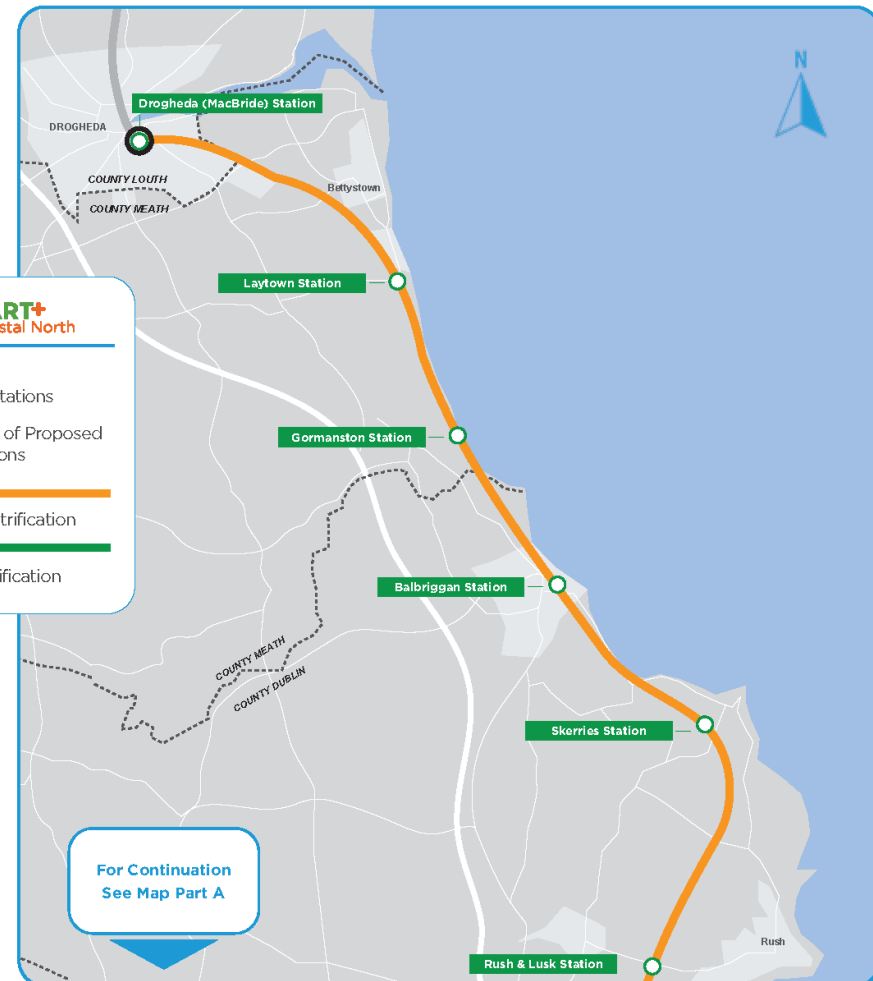 N
Drogheda (MacBride) Station
DROGHEDA
COUNTY LOUTH
COUNTY MEATH
Bettystown
Laytown Station
ART+
stal North
tations
of Proposed
ons
trification
ification
Gormanston Station
Balbriggan Station
COUNTY MEATH
COUNTY DUBLIN
Skerries Station
For Continuation
See Map Part A
Rush
Rush & Lusk Station